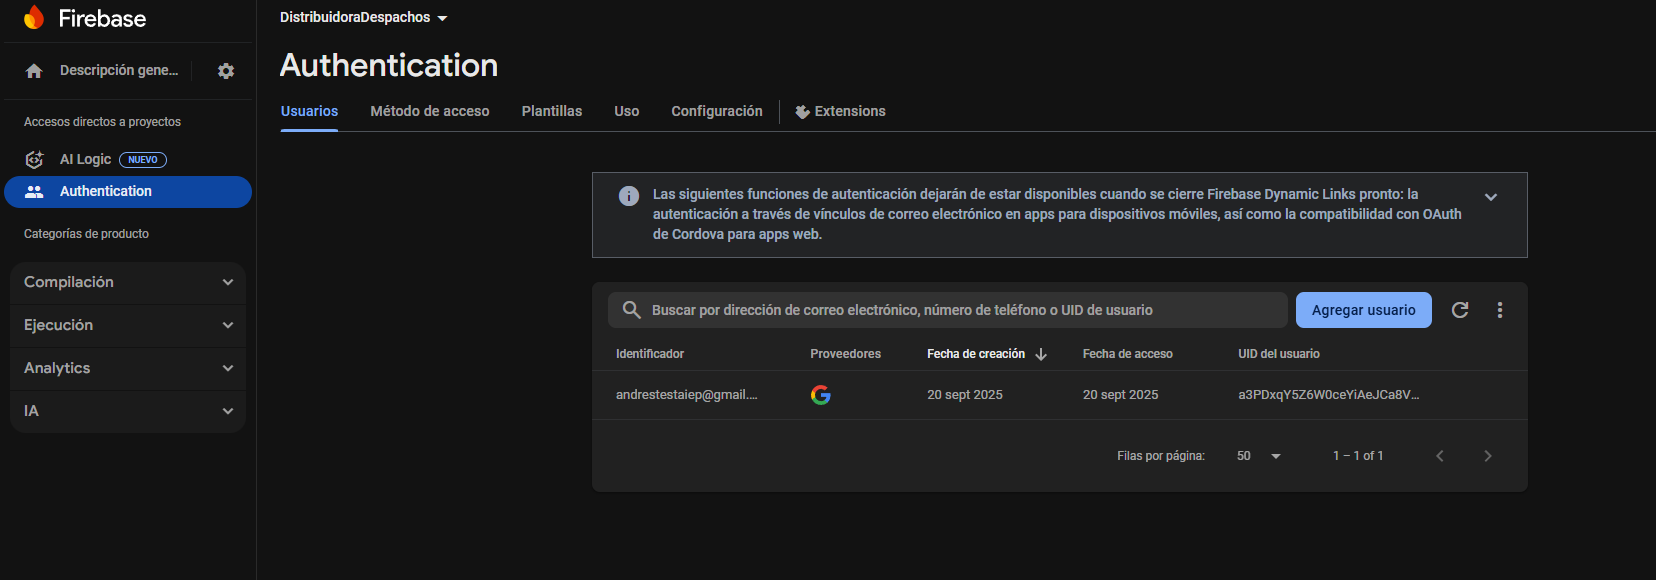 Firebase
DistribuidoraDespachos
Descripción gene...
Authentication
Usuarios Método de acceso Plantillas Uso Configuración Extensions
Accesos directos a proyectos
AI Logic NUEVO
Authentication
Categorías de producto
Compilación
Ejecución
Analytics
IA
Las siguientes funciones de autenticación dejarán de estar disponibles cuando se cierre Firebase Dynamic Links pronto: la
autenticación a través de vínculos de correo electrónico en apps para dispositivos móviles, así como la compatibilidad con OAuth
de Cordova para apps web.
Buscar por dirección de correo electrónico, número de teléfono o UID de usuario Agregar usuario
Identificador Proveedores Fecha de creación Fecha de acceso UID del usuario
andrestestaiep@gmail.... 20 sept 2025 20 sept 2025 a3PDxqY5Z6W0ceYiAeJCa8V...
Filas por página: 50 1 – 1 of 1